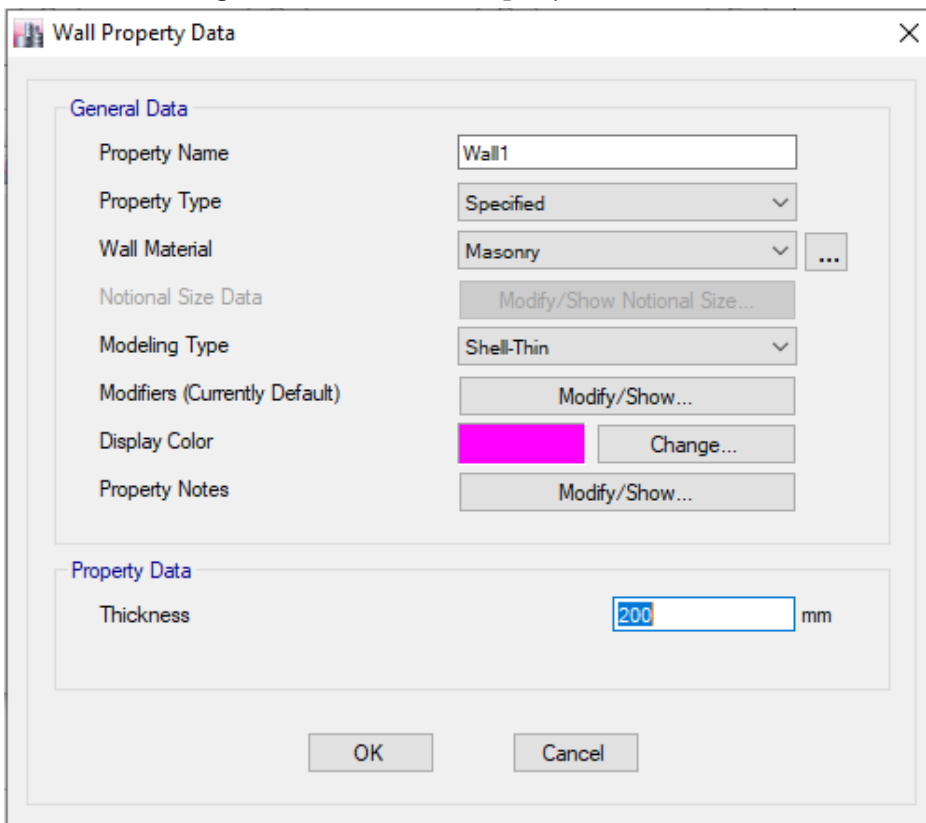 Wall Property Data
General Data
Property Name Wall1
Property Type Specified
Wall Material Masonry ...
Notional Size Data Modify/Show Notional Size...
Modeling Type Shell-Thin
Modifiers (Currently Default) Modify/Show...
Display Color Change...
Property Notes Modify/Show...
Property Data
Thickness 200 mm
OK Cancel